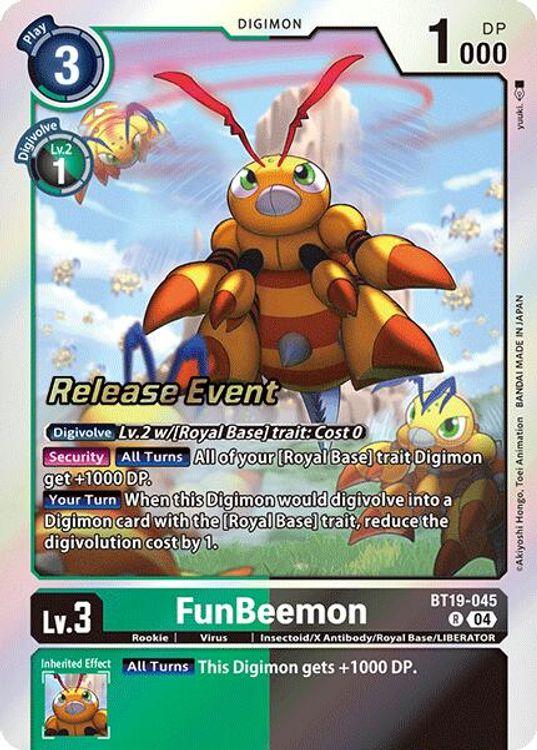 DIGIMON
Play
3
1000
DP
yuuki.
Digivolve
Lv.2
1
Release Event
Digivolve Lv.2 w/[Royal Base] trait: Cost 0
Security All Turns All of your [Royal Base] trait Digimon
get +1000 DP.
Your Turn When this Digimon would digivolve into a
Digimon card with the [Royal Base] trait, reduce the
digivolution cost by 1.
©Akiyoshi Hongo, Toei Animation BANDAI MADE IN JAPAN
Lv.3
FunBeemon
BT19-045
R 04
Rookie | Virus | Insectoid/X Antibody/Royal Base/LIBERATOR
Inherited Effect
All Turns This Digimon gets +1000 DP.